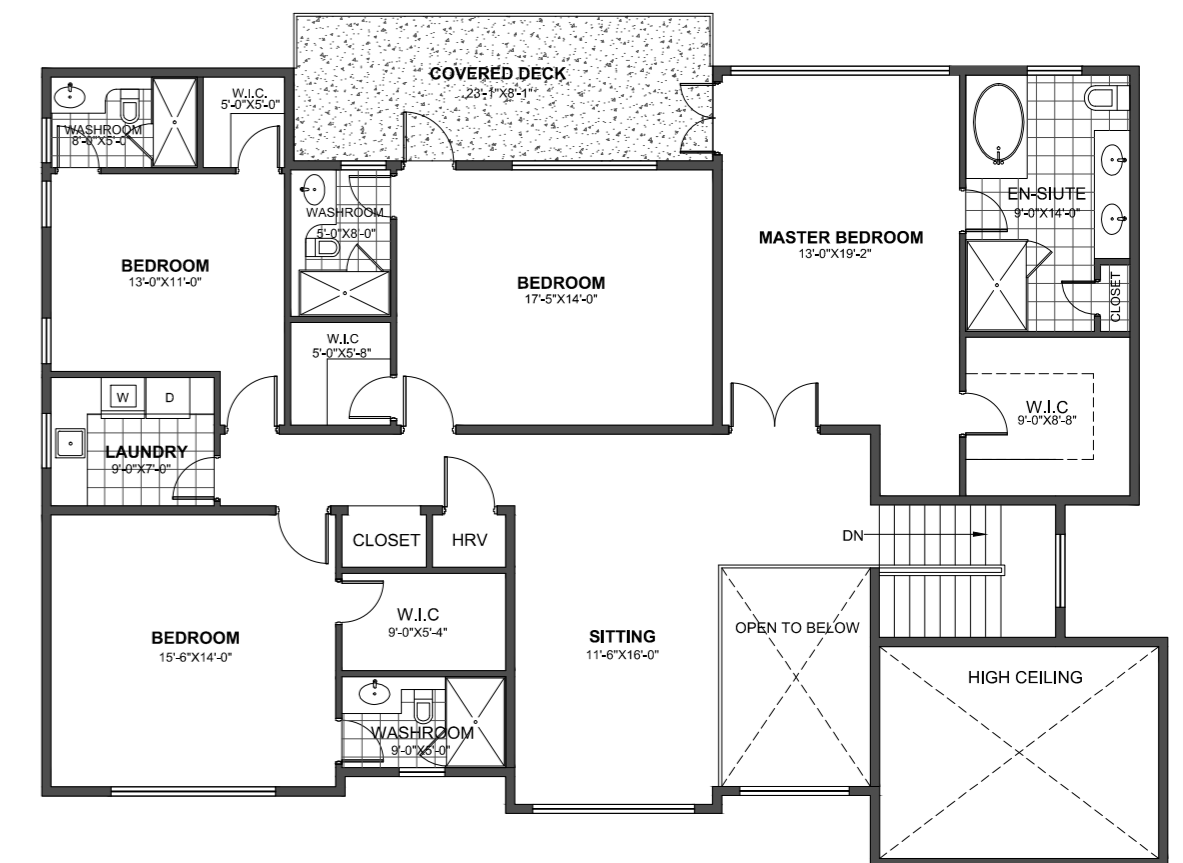 COVERED DECK
23'-1"X8'-1"
W.I.C.
5'-0"X5'-0"
WASHROOM
8'-0"X5'-0
EN-SIUTE
9'-0"X14'-0"
WASHROOM
5'-0"X8'-0"
MASTER BEDROOM
13'-0"X19'-2"
BEDROOM
13'-0"X11'-0"
BEDROOM
17'-5"X14'-0"
CLOSET
W.I.C
5'-0"X5'-8"
W
D
W.I.C
9'-0"X8'-8"
LAUNDRY
9'-0"X7'-0"
CLOSET
HRV
DN
W.I.C
9'-0"X5'-4"
BEDROOM
15'-6"X14'-0"
SITTING
11'-6"X16'-0"
OPEN TO BELOW
HIGH CEILING
WASHROOM
9'-0"X5'-0"